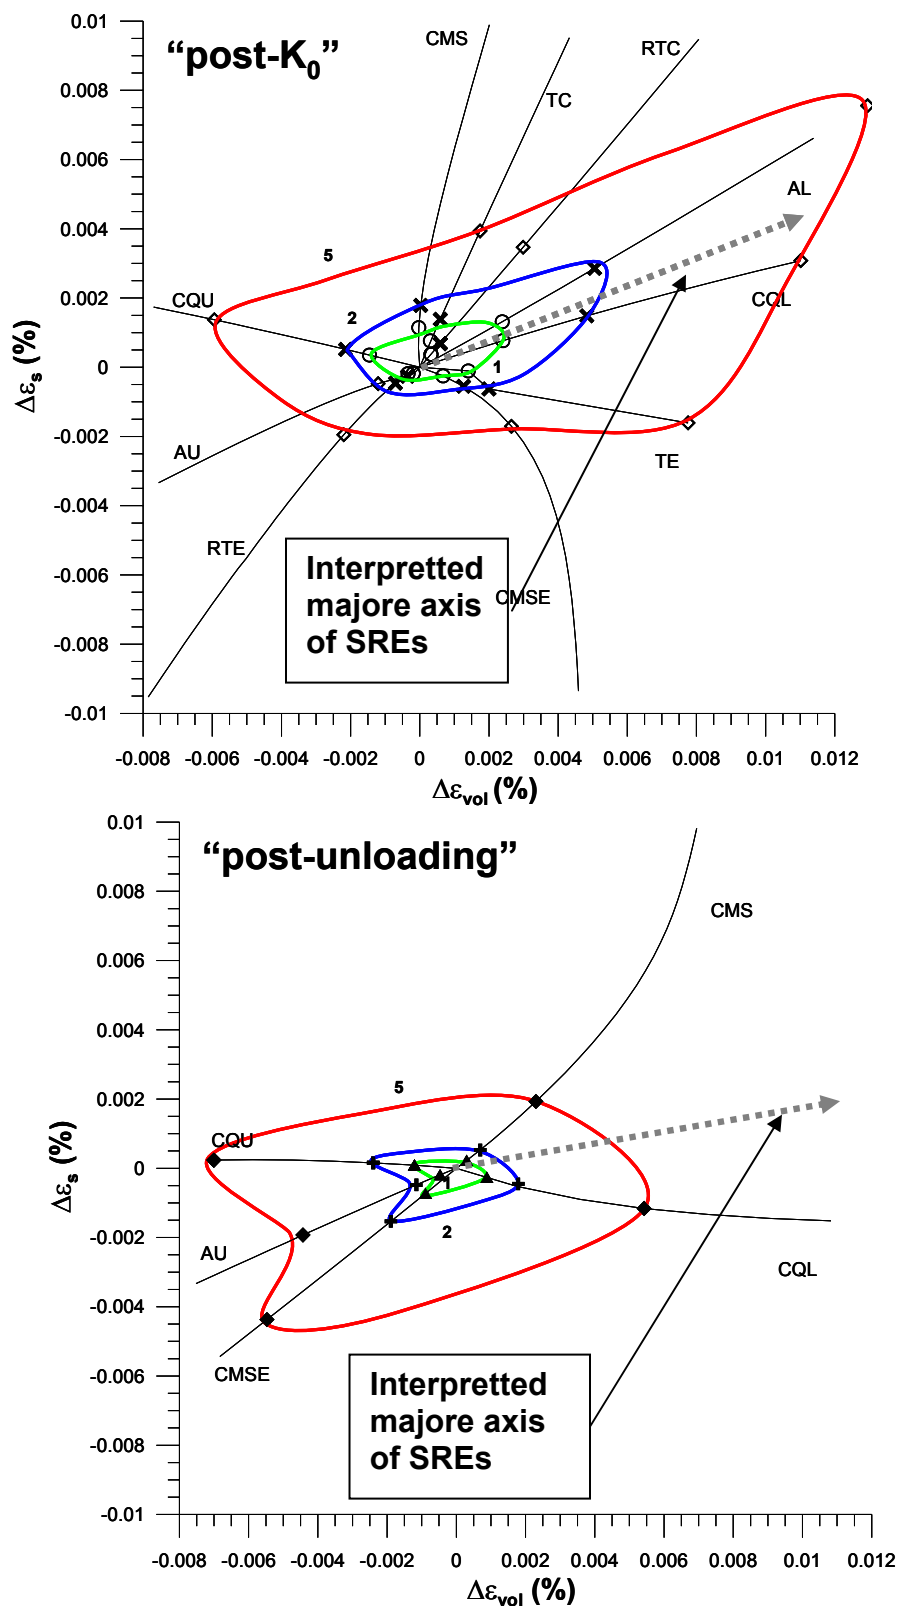 “post-K0”
0.01
0.008
0.006
0.004
0.002
0
-0.002
-0.004
-0.006
-0.008
-0.01
Δεs (%)
CMS
RTC
TC
AL
5
CQU
2
CQL
1
AU
TE
RTE
CMSE
Interpretted
majore axis
of SREs
-0.008 -0.006 -0.004 -0.002 0 0.002 0.004 0.006 0.008 0.01 0.012
Δεvol (%)
“post-unloading”
0.01
0.008
0.006
0.004
0.002
0
-0.002
-0.004
-0.006
-0.008
-0.01
Δεs (%)
CMS
5
CQU
1
2
AU
CQL
CMSE
Interpretted
majore axis
of SREs
-0.008 -0.006 -0.004 -0.002 0 0.002 0.004 0.006 0.008 0.01 0.012
Δεvol (%)